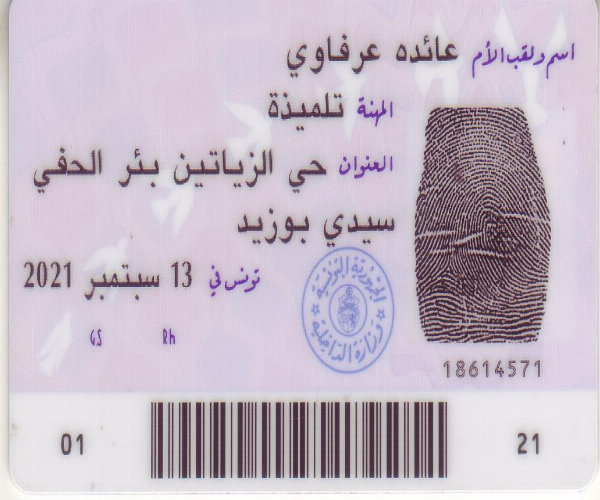 اسم ولقب الأم عائده عرفاوي
المهنة تلميذة
العنوان حي الزياتين بئر الحفي
سيدي بوزيد
تونس في 13 سبتمبر 2021
GS Rh
الجمهورية التونسية
وزارة الداخلية
18614571
01 21